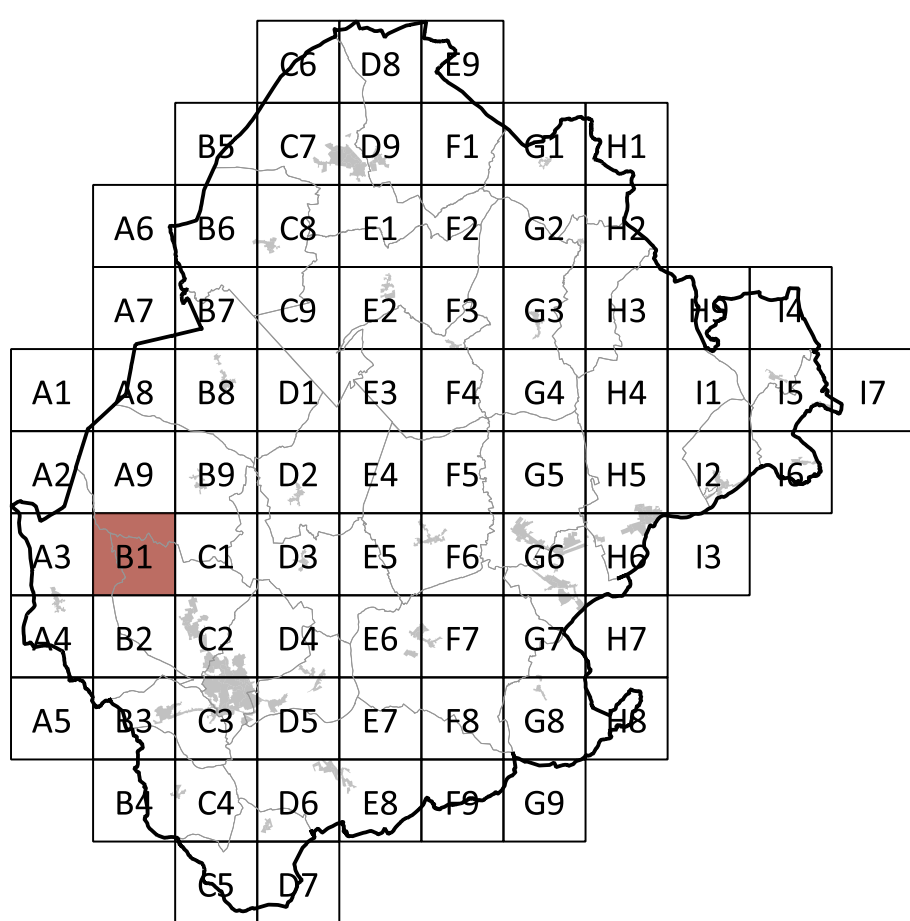 C6 D8 E9
B5 C7 D9 F1 G1 H1
A6 B6 C8 E1 F2 G2 H2
A7 B7 C9 E2 F3 G3 H3 H9 I4
A1 A8 B8 D1 E3 F4 G4 H4 I1 I5 I7
A2 A9 B9 D2 E4 F5 G5 H5 I2 I6
A3 B1 C1 D3 E5 F6 G6 H6 I3
A4 B2 C2 D4 E6 F7 G7 H7
A5 B3 C3 D5 E7 F8 G8 H8
B4 C4 D6 E8 F9 G9
C5 D7